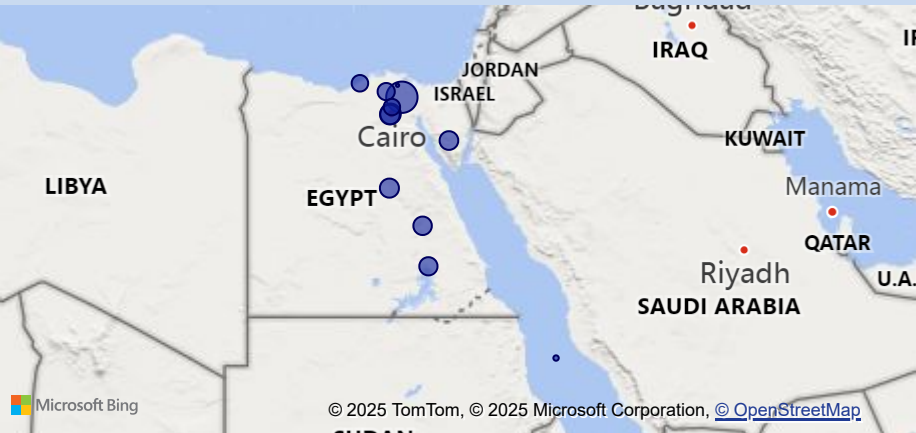 Baghdad
IRAQ
JORDAN
ISRAEL
KUWAIT
Cairo
LIBYA
EGYPT
Manama
QATAR
Riyadh
U.A.
SAUDI ARABIA
Microsoft Bing
© 2025 TomTom, © 2025 Microsoft Corporation, © OpenStreetMap
SUDAN